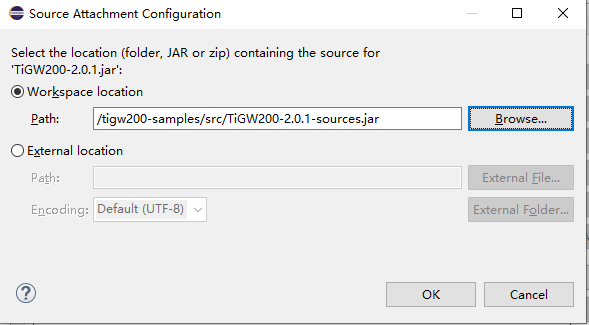 Source Attachment Configuration
Select the location (folder, JAR or zip) containing the source for
'TiGW200-2.0.1.jar':
Workspace location
Path: /tigw200-samples/src/TiGW200-2.0.1-sources.jar Browse...
External location
Path: External File...
Encoding: Default (UTF-8) External Folder...
? OK Cancel